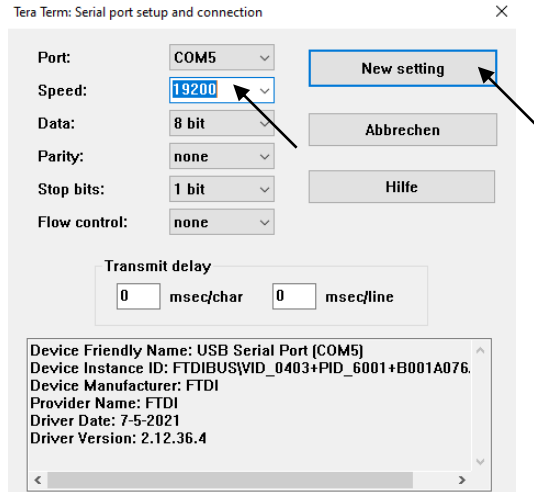 Tera Term: Serial port setup and connection
Port: COM5 New setting
Speed: 19200
Data: 8 bit Abbrechen
Parity: none
Stop bits: 1 bit Hilfe
Flow control: none
Transmit delay
0 msec/char 0 msec/line
Device Friendly Name: USB Serial Port (COM5)
Device Instance ID: FTDIBUS\VID_0403+PID_6001+B001A076.
Device Manufacturer: FTDI
Provider Name: FTDI
Driver Date: 7-5-2021
Driver Version: 2.12.36.4